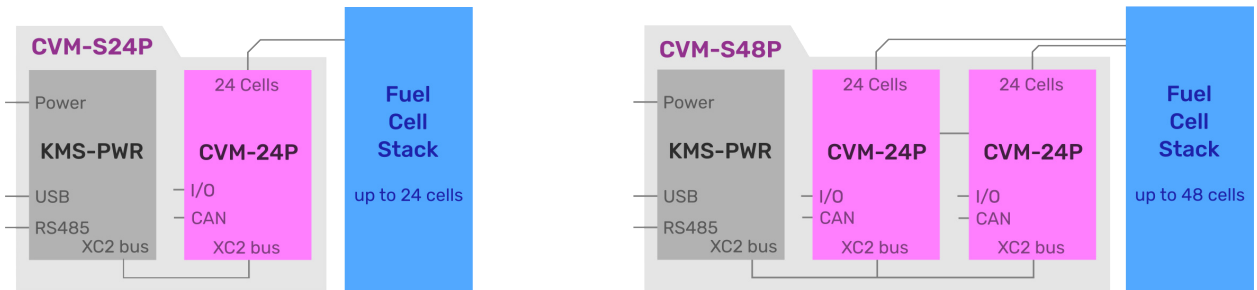 CVM-S24P
24 Cells
Power
KMS-PWR
CVM-24P
I/O
USB
CAN
RS485
XC2 bus
XC2 bus
Fuel
Cell
Stack
up to 24 cells
CVM-S48P
24 Cells
24 Cells
Power
KMS-PWR
CVM-24P
CVM-24P
USB
I/O
I/O
CAN
CAN
RS485
XC2 bus
XC2 bus
XC2 bus
Fuel
Cell
Stack
up to 48 cells